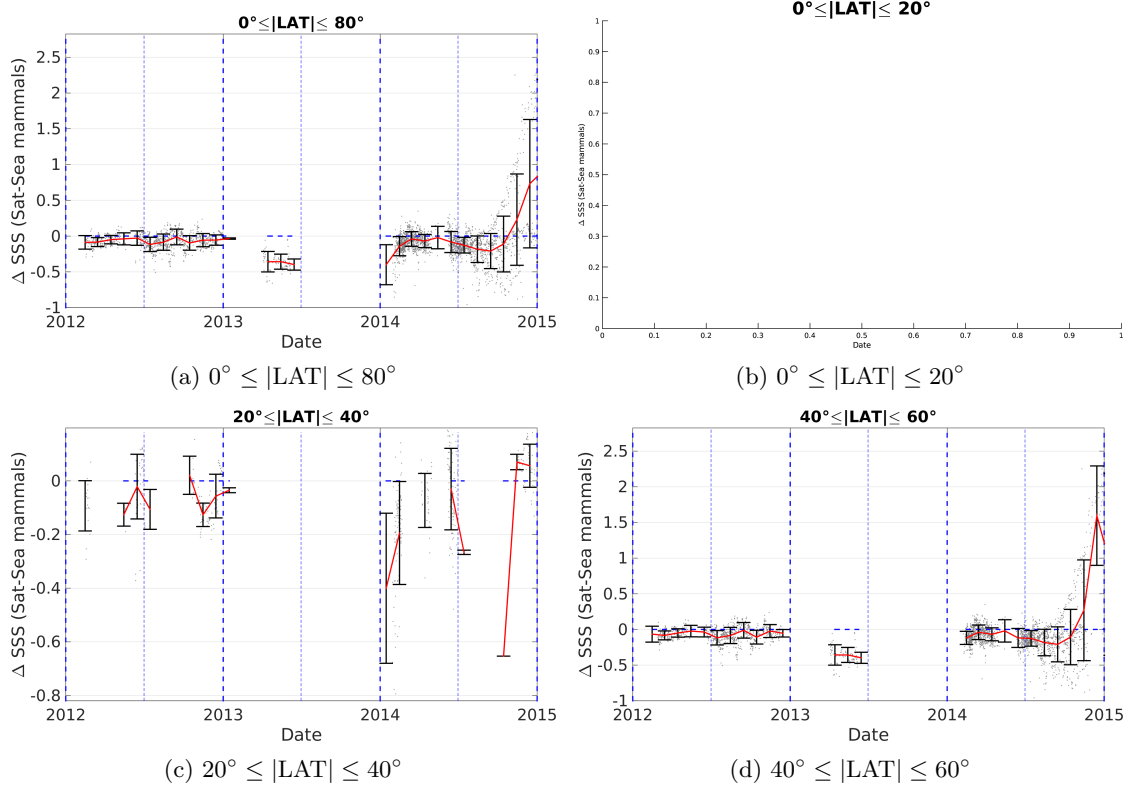 0°≤|LAT|≤ 80°
Δ SSS (Sat-Sea mammals)
2.5
2
1.5
1
0.5
0
-0.5
-1
2012 2013 2014 2015
Date
(a) 0° ≤ |LAT| ≤ 80°
0°≤|LAT|≤ 20°
Δ SSS (Sat-Sea mammals)
1
0.9
0.8
0.7
0.6
0.5
0.4
0.3
0.2
0.1
0
0 0.1 0.2 0.3 0.4 0.5 0.6 0.7 0.8 0.9 1
Date
(b) 0° ≤ |LAT| ≤ 20°
20°≤|LAT|≤ 40°
Δ SSS (Sat-Sea mammals)
0
-0.2
-0.4
-0.6
-0.8
2012 2013 2014 2015
Date
(c) 20° ≤ |LAT| ≤ 40°
40°≤|LAT|≤ 60°
Δ SSS (Sat-Sea mammals)
2.5
2
1.5
1
0.5
0
-0.5
-1
2012 2013 2014 2015
Date
(d) 40° ≤ |LAT| ≤ 60°